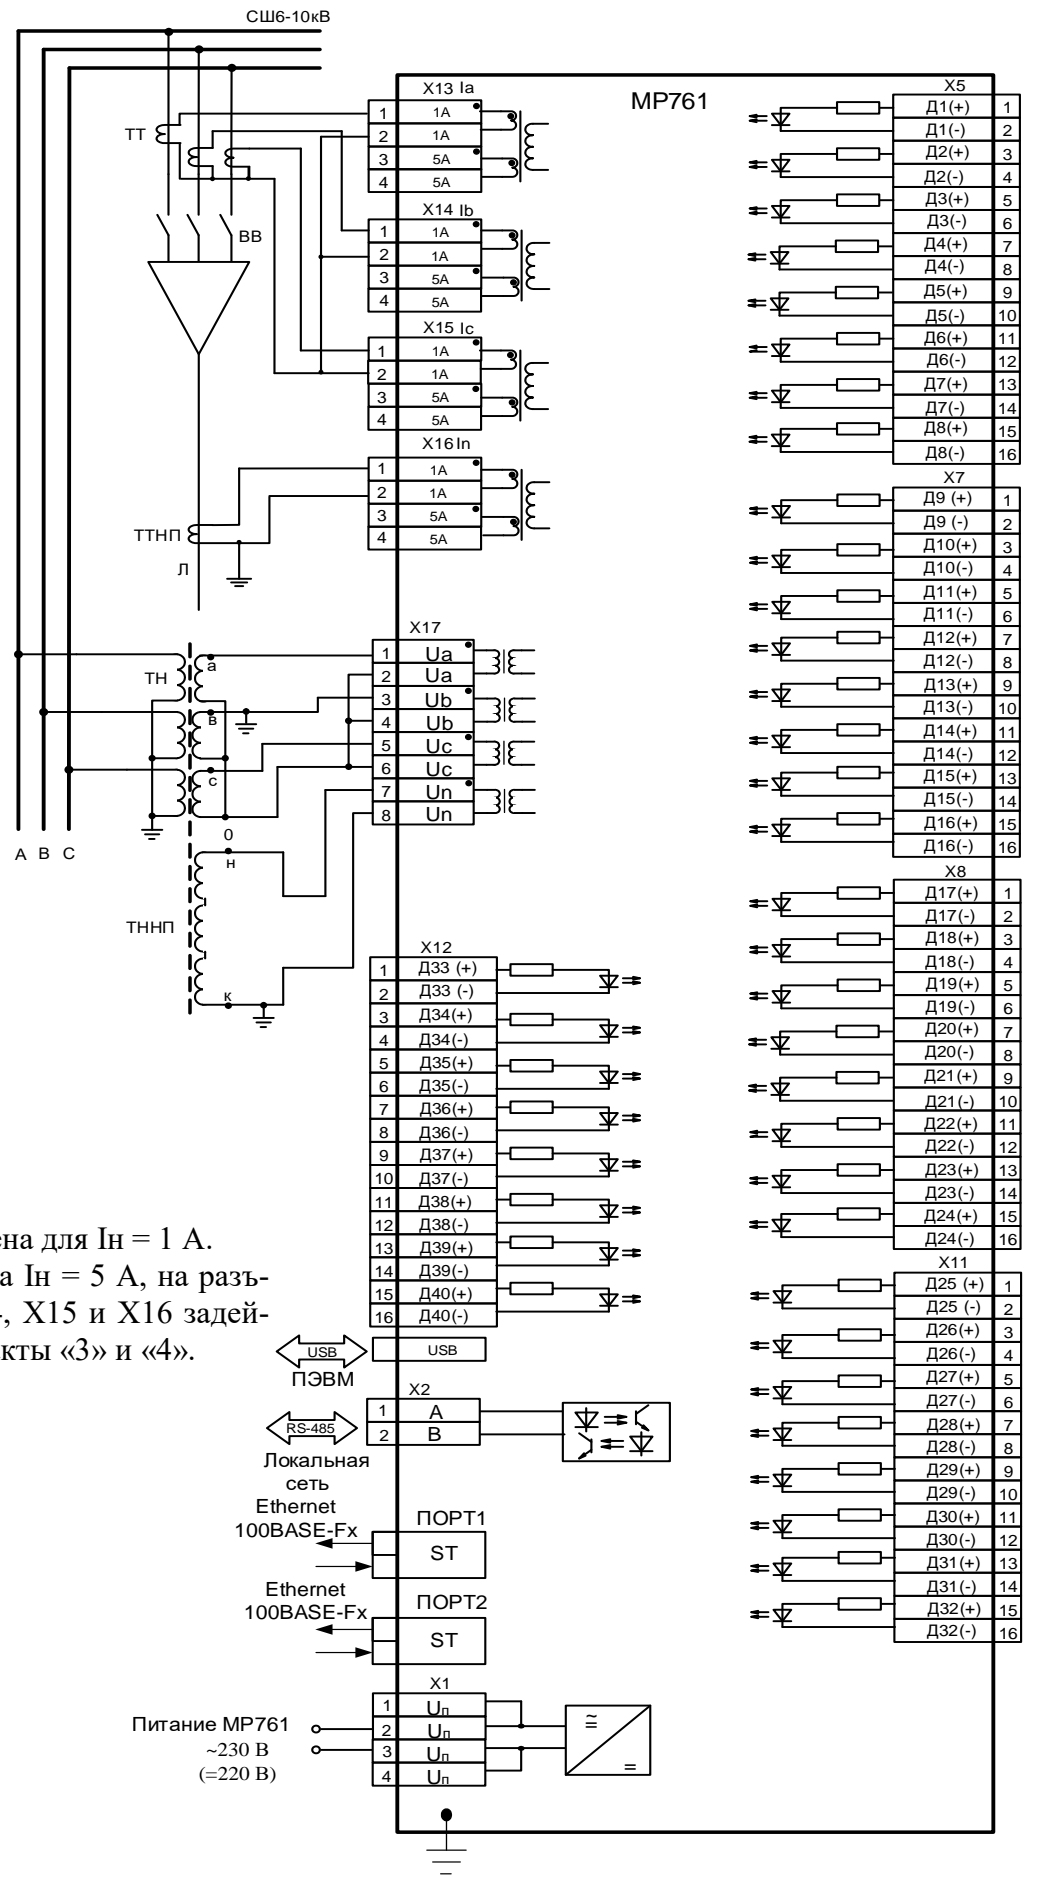 СШ6-10кВ
МР761
ТТ
ВВ
ТТНП
Л
ТН
а
в
с
0
н
ТННП
к
А В С
X13 Ia
1 1А
2 1А
3 5А
4 5А
X14 Ib
1 1А
2 1А
3 5А
4 5А
X15 Ic
1 1А
2 1А
3 5А
4 5А
X16 In
1 1А
2 1А
3 5А
4 5А
X17
1 Ua
2 Ua
3 Ub
4 Ub
5 Uc
6 Uc
7 Un
8 Un
X12
1 Д33 (+)
2 Д33 (-)
3 Д34(+)
4 Д34(-)
5 Д35(+)
6 Д35(-)
7 Д36(+)
8 Д36(-)
9 Д37(+)
10 Д37(-)
11 Д38(+)
12 Д38(-)
13 Д39(+)
14 Д39(-)
15 Д40(+)
16 Д40(-)
ена для Iн = 1 А.
а Iн = 5 А, на разъ-
, X15 и X16 задей-
кты «3» и «4».
USB
USB
ПЭВМ
X2
1 A
2 B
RS-485
Локальная
сеть
Ethernet
100BASE-Fx
ПОРТ1
ST
Ethernet
100BASE-Fx
ПОРТ2
ST
X1
1 Uп
2 Uп
3 Uп
4 Uп
Питание МР761
~230 В
(=220 В)
X5
Д1(+) 1
Д1(-) 2
Д2(+) 3
Д2(-) 4
Д3(+) 5
Д3(-) 6
Д4(+) 7
Д4(-) 8
Д5(+) 9
Д5(-) 10
Д6(+) 11
Д6(-) 12
Д7(+) 13
Д7(-) 14
Д8(+) 15
Д8(-) 16
X7
Д9 (+) 1
Д9 (-) 2
Д10(+) 3
Д10(-) 4
Д11(+) 5
Д11(-) 6
Д12(+) 7
Д12(-) 8
Д13(+) 9
Д13(-) 10
Д14(+) 11
Д14(-) 12
Д15(+) 13
Д15(-) 14
Д16(+) 15
Д16(-) 16
X8
Д17(+) 1
Д17(-) 2
Д18(+) 3
Д18(-) 4
Д19(+) 5
Д19(-) 6
Д20(+) 7
Д20(-) 8
Д21(+) 9
Д21(-) 10
Д22(+) 11
Д22(-) 12
Д23(+) 13
Д23(-) 14
Д24(+) 15
Д24(-) 16
X11
Д25 (+) 1
Д25 (-) 2
Д26(+) 3
Д26(-) 4
Д27(+) 5
Д27(-) 6
Д28(+) 7
Д28(-) 8
Д29(+) 9
Д29(-) 10
Д30(+) 11
Д30(-) 12
Д31(+) 13
Д31(-) 14
Д32(+) 15
Д32(-) 16